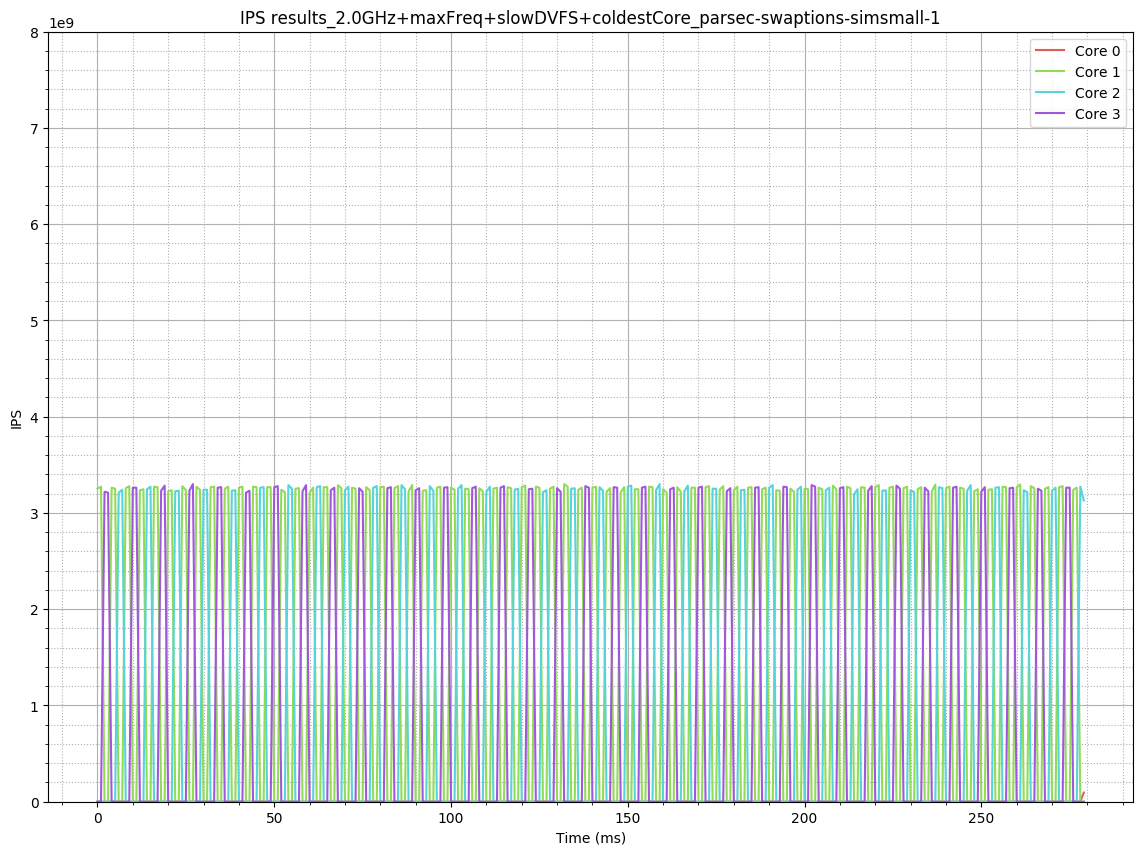 IPS results_2.0GHz+maxFreq+slowDVFS+coldestCore_parsec-swaptions-simsmall-1
1e9
8
7
6
5
4
3
2
1
0
IPS
Core 0
Core 1
Core 2
Core 3
0 50 100 150 200 250
Time (ms)